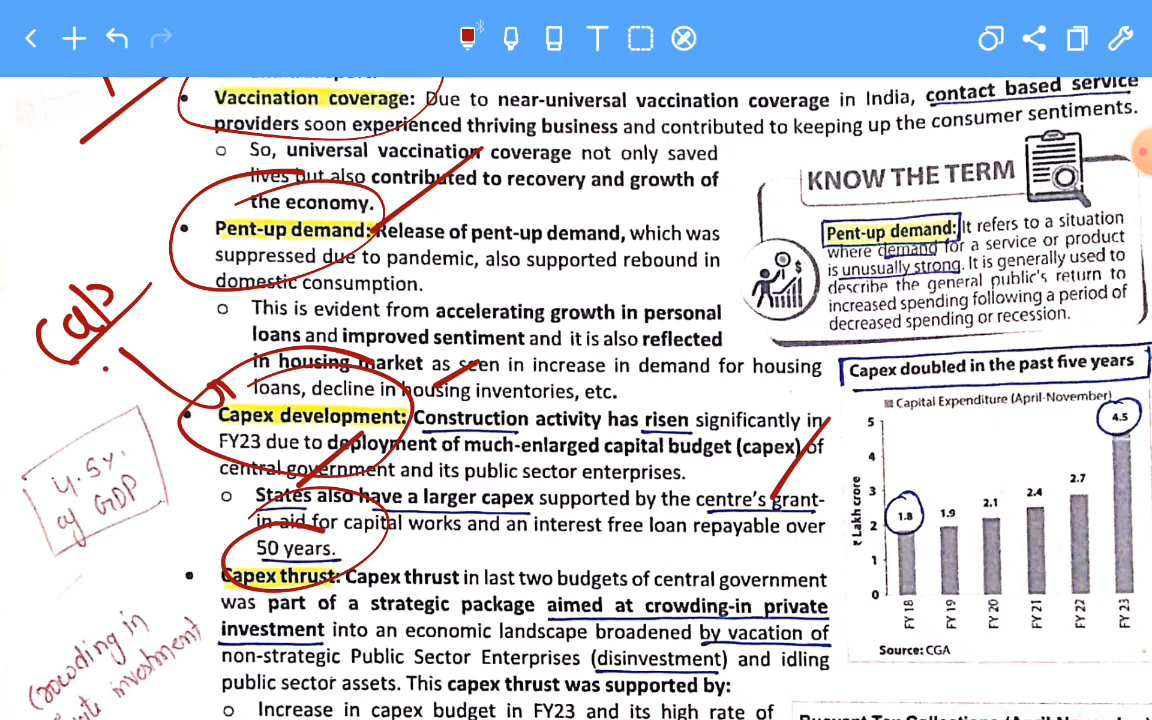 Vaccination coverage: Due to near-universal vaccination coverage in India, contact based service
providers soon experienced thriving business and contributed to keeping up the consumer sentiments.
So, universal vaccination coverage not only saved
lives but also contributed to recovery and growth of
the economy.
Pent-up demand: Release of pent-up demand, which was
suppressed due to pandemic, also supported rebound in
domestic consumption.
This is evident from accelerating growth in personal
loans and improved sentiment and it is also reflected
in housing market as seen in increase in demand for housing
loans, decline in housing inventories, etc.
Capex development: Construction activity has risen significantly in
FY23 due to deployment of much-enlarged capital budget (capex) of
central government and its public sector enterprises.
States also have a larger capex supported by the centre's grant-
in-aid for capital works and an interest free loan repayable over
50 years.
Capex thrust: Capex thrust in last two budgets of central government
was part of a strategic package aimed at crowding-in private
investment into an economic landscape broadened by vacation of
non-strategic Public Sector Enterprises (disinvestment) and idling
public sector assets. This capex thrust was supported by:
Increase in capex budget in FY23 and its high rate of
KNOW THE TERM
Pent-up demand: It refers to a situation
where demand for a service or product
is unusually strong. It is generally used to
describe the general public's return to
increased spending following a period of
decreased spending or recession.
Capex doubled in the past five years
Capital Expenditure (April-November)
₹ Lakh crore
5
4
3
2
1
0
1.8
1.9
2.1
2.4
2.7
4.5
FY 18
FY 19
FY 20
FY 21
FY 22
FY 23
Source: CGA
4.5%
of
GDP
Crowding in
investment